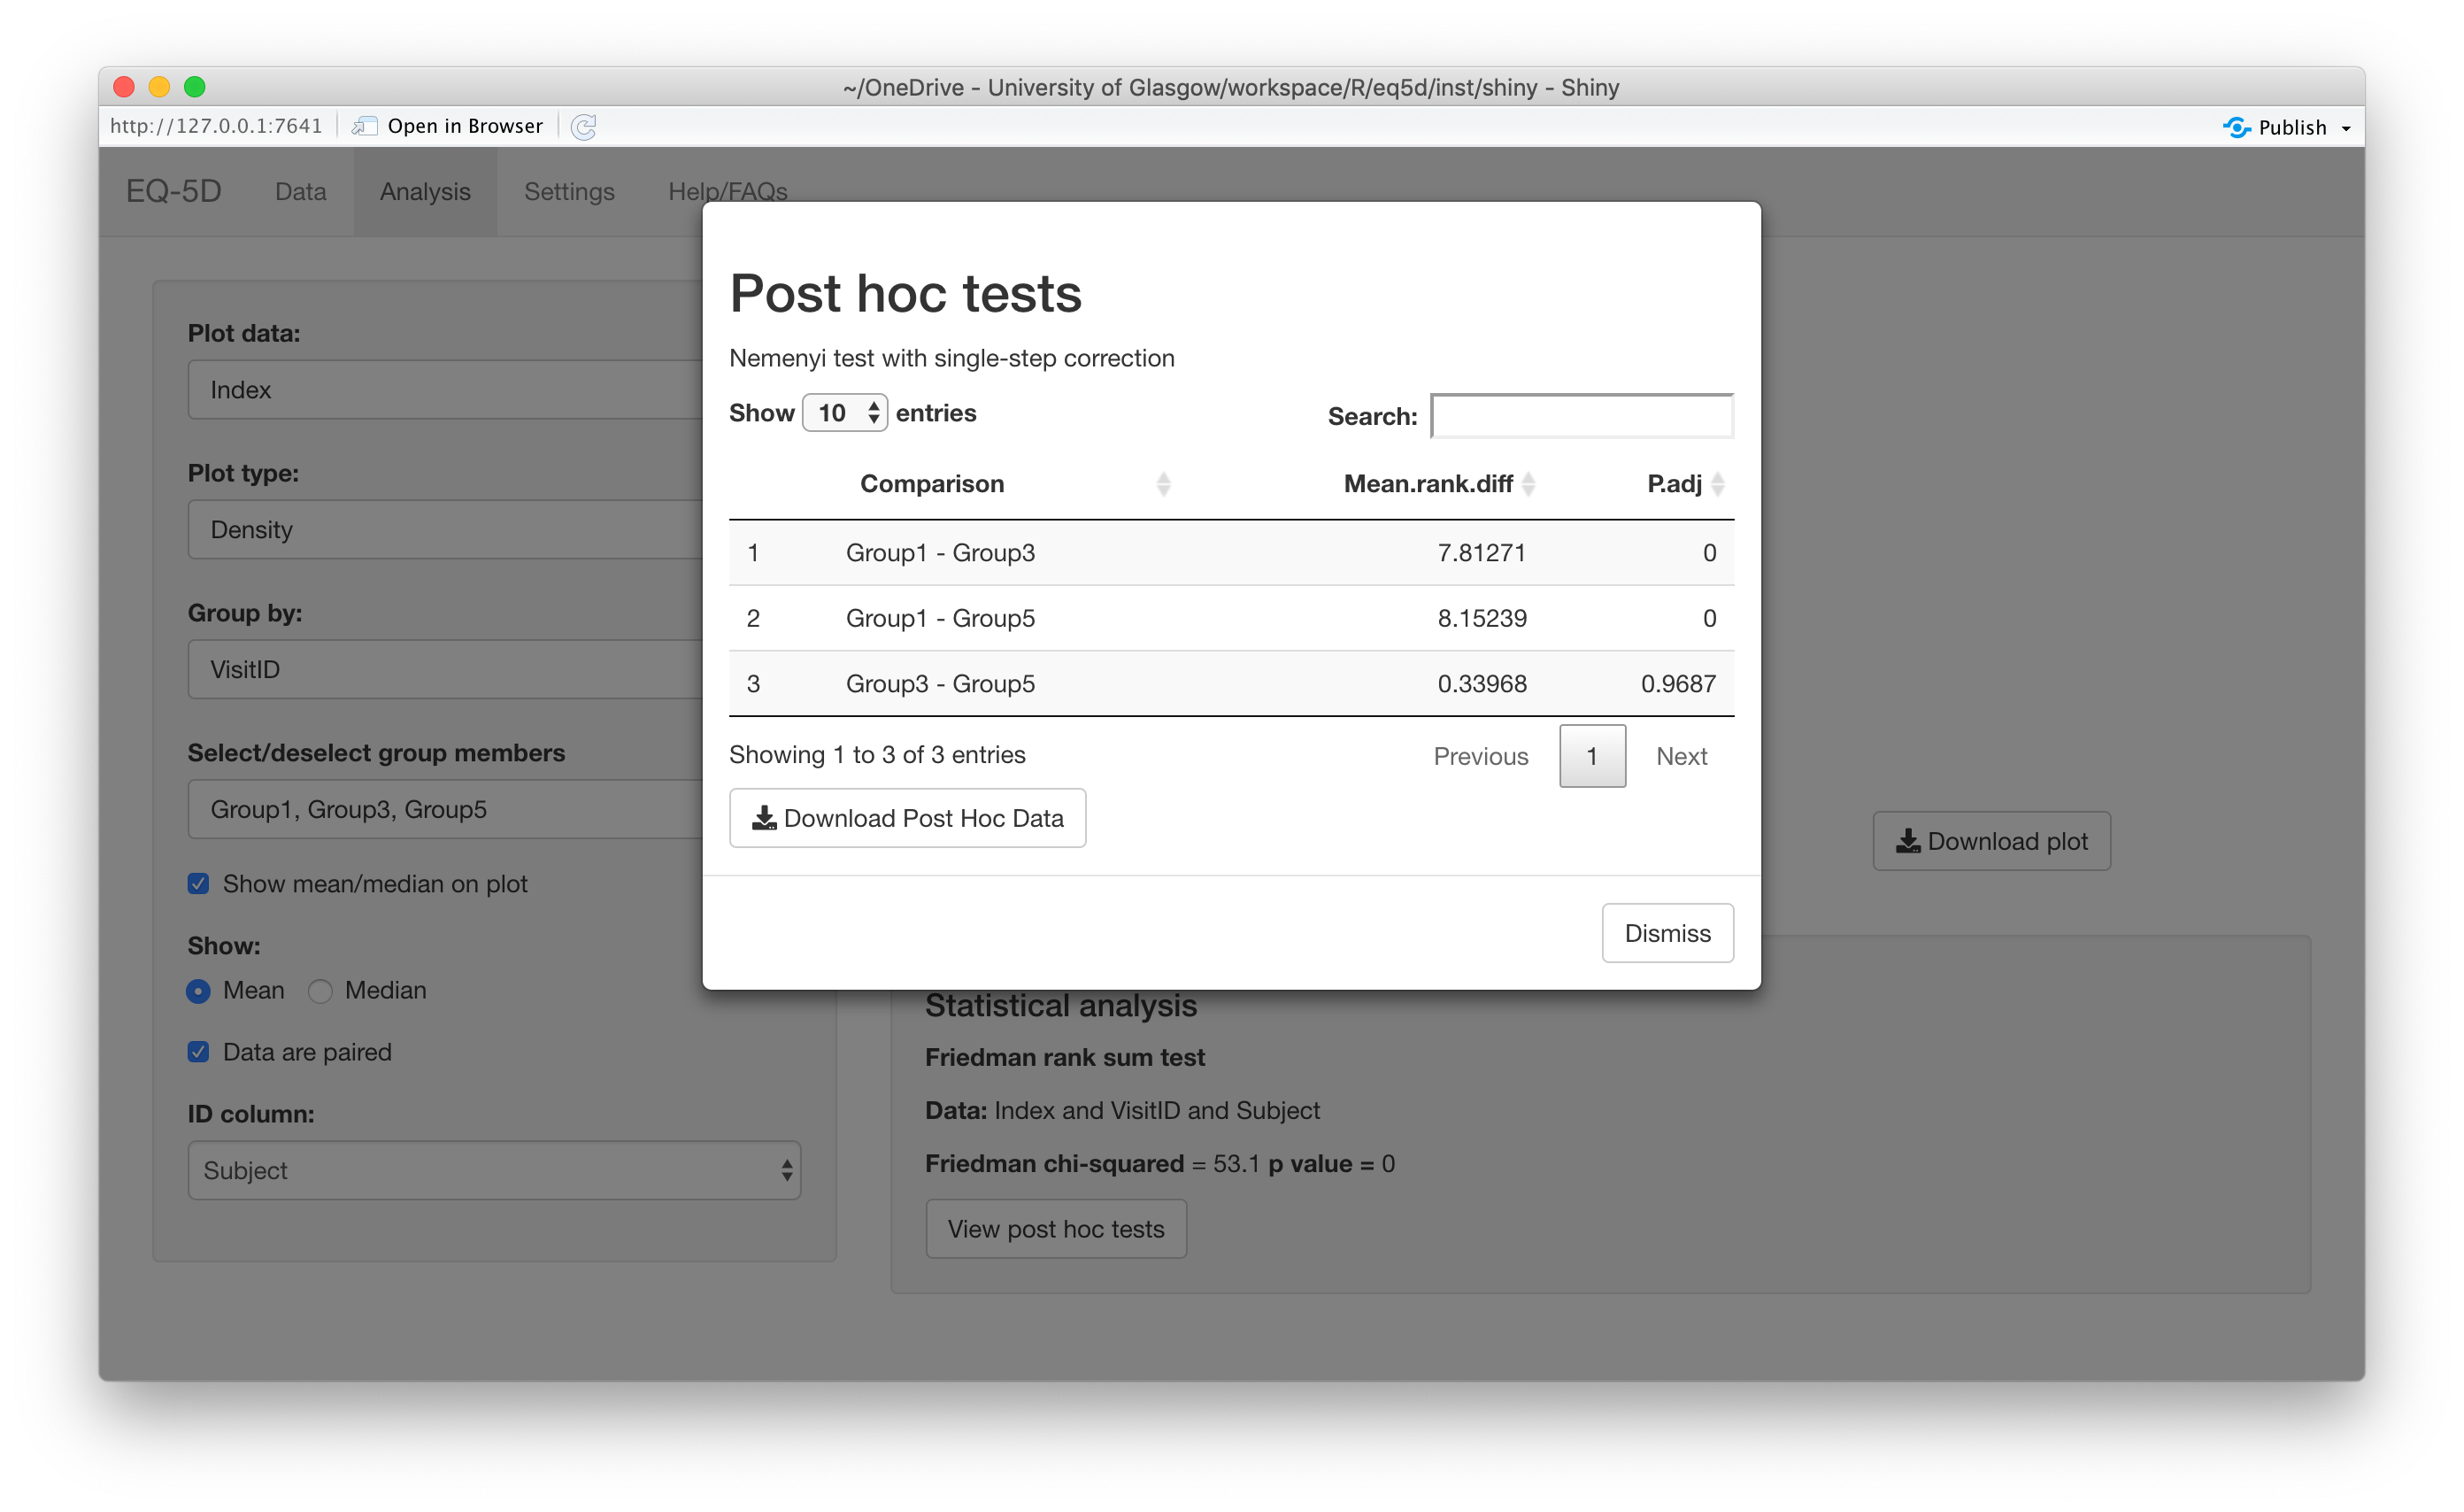 ~/OneDrive - University of Glasgow/workspace/R/eq5d/inst/shiny - Shiny
http://127.0.0.1:7641 Open in Browser Publish
EQ-5D Data Analysis Settings Help/FAQs
Plot data:
Index
Plot type:
Density
Group by:
VisitID
Select/deselect group members
Group1, Group3, Group5
Show mean/median on plot
Show:
Mean Median
Data are paired
ID column:
Subject
Post hoc tests
Nemenyi test with single-step correction
Show 10 entries Search:
Comparison Mean.rank.diff P.adj
1 Group1 - Group3 7.81271 0
2 Group1 - Group5 8.15239 0
3 Group3 - Group5 0.33968 0.9687
Showing 1 to 3 of 3 entries Previous 1 Next
Download Post Hoc Data
Dismiss
Download plot
Statistical analysis
Friedman rank sum test
Data: Index and VisitID and Subject
Friedman chi-squared = 53.1 p value = 0
View post hoc tests